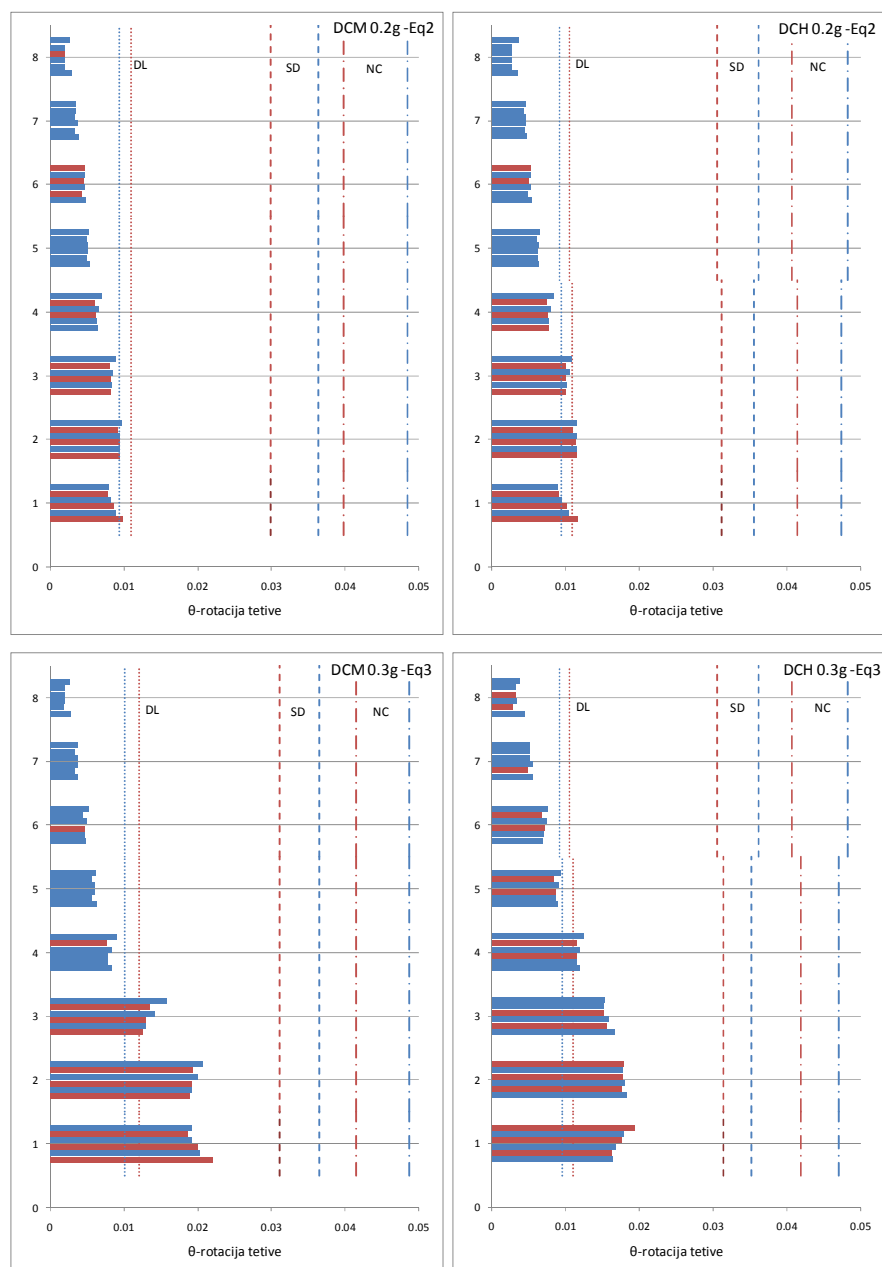 DCM 0.2g -Eq2
8
DL
SD
NC
7
6
5
4
3
2
1
0
0 0.01 0.02 0.03 0.04 0.05
θ-rotacija tetive
DCH 0.2g -Eq2
8
DL
SD
NC
7
6
5
4
3
2
1
0
0 0.01 0.02 0.03 0.04 0.05
θ-rotacija tetive
DCM 0.3g -Eq3
8
DL
SD
NC
7
6
5
4
3
2
1
0
0 0.01 0.02 0.03 0.04 0.05
θ-rotacija tetive
DCH 0.3g -Eq3
8
DL
SD
NC
7
6
5
4
3
2
1
0
0 0.01 0.02 0.03 0.04 0.05
θ-rotacija tetive